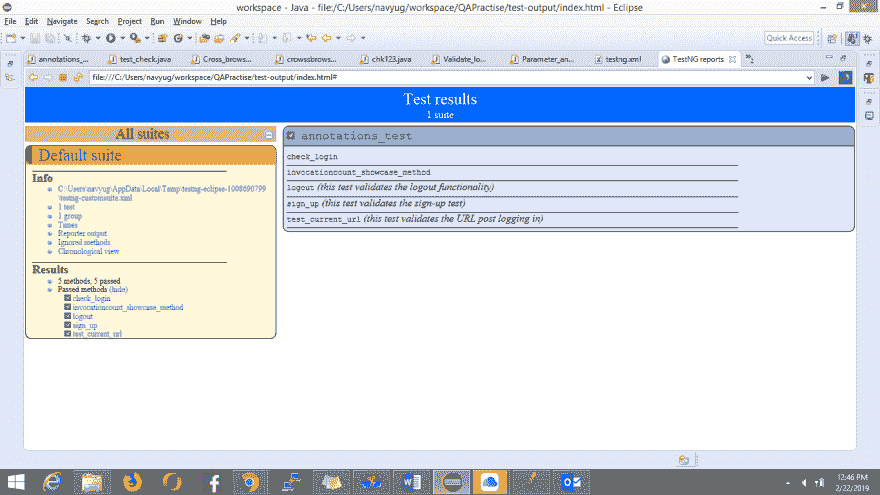 workspace - Java - file:/C:/Users/navyug/workspace/QAPractise/test-output/index.html - Eclipse
File Edit Navigate Search Project Run Window Help
Quick Access
annotations_... test_check.java Cross_brows... crowssbrows... chk123.java Validate_lo... Parameter_an... testng.xml TestNG reports
file:///C:/Users/navyug/workspace/QAPractise/test-output/index.html#
Test results
1 suite
All suites
Default suite
Info
C:\Users\navyug\AppData\Local\Temp\testng-eclipse-1008690799
\testng-customsuite.xml
1 test
1 group
Times
Reporter output
Ignored methods
Chronological view
Results
5 methods, 5 passed
Passed methods (hide)
check_login
invocationcount_showcase_method
logout
sign_up
test_current_url
annotations_test
check_login
invocationcount_showcase_method
logout (this test validates the logout functionality)
sign_up (this test validates the sign-up test)
test_current_url (this test validates the URL post logging in)
12:46 PM
2/22/2019